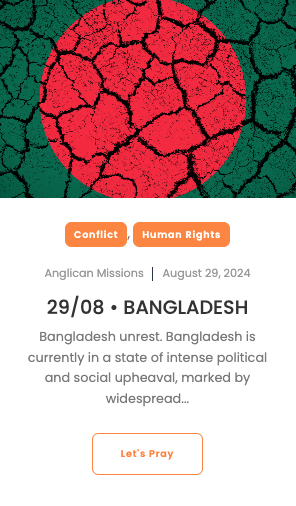 Conflict, Human Rights
Anglican Missions | August 29, 2024
29/08 • BANGLADESH
Bangladesh unrest. Bangladesh is
currently in a state of intense political
and social upheaval, marked by
widespread...
Let's Pray